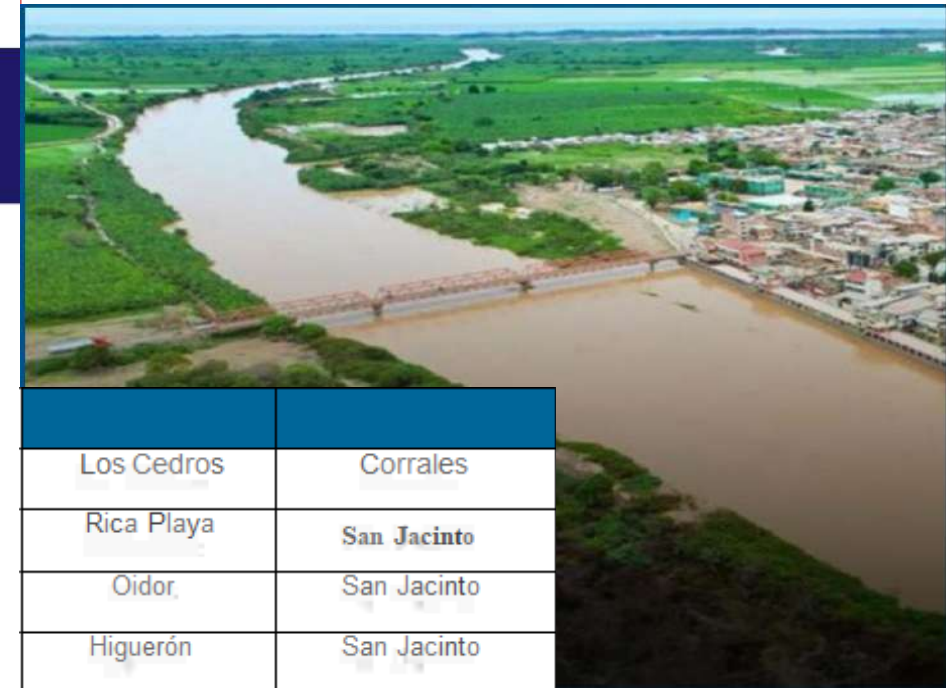 Los Cedros Corrales
Rica Playa San Jacinto
Oidor San Jacinto
Higuerón San Jacinto